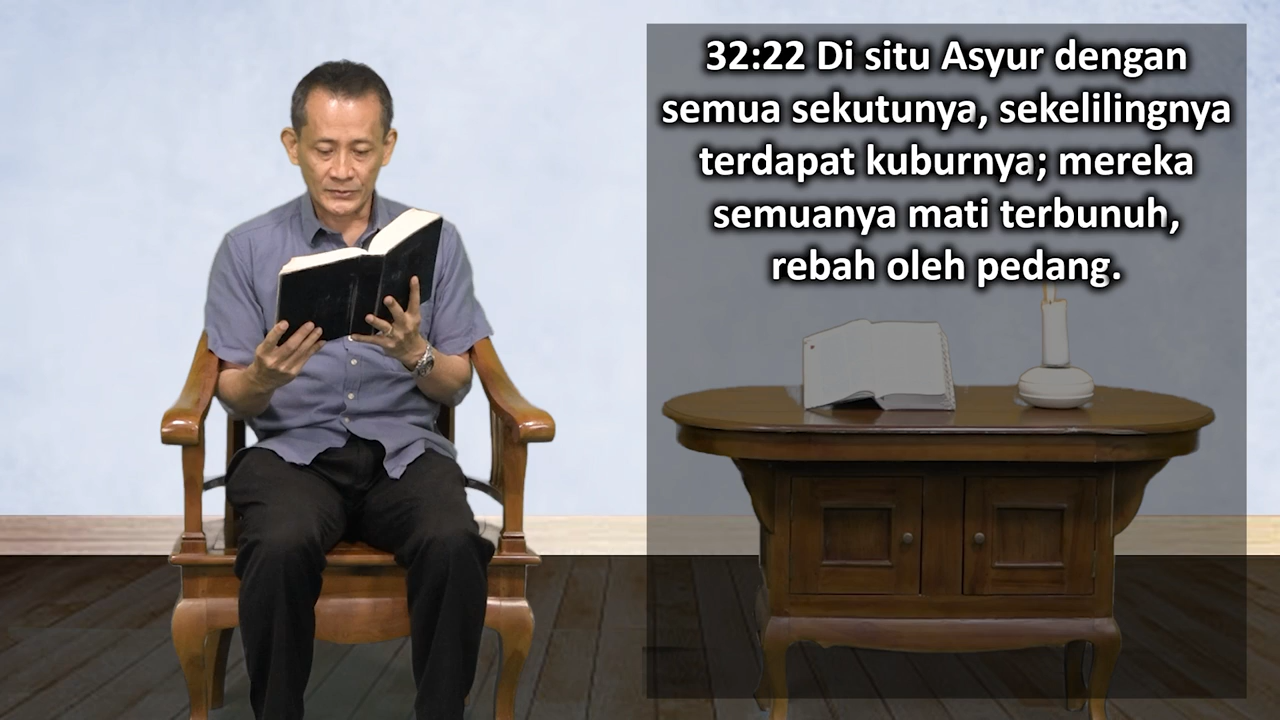 32:22 Di situ Asyur dengan
semua sekutunya, sekelilingnya
terdapat kuburnya; mereka
semuanya mati terbunuh,
rebah oleh pedang.